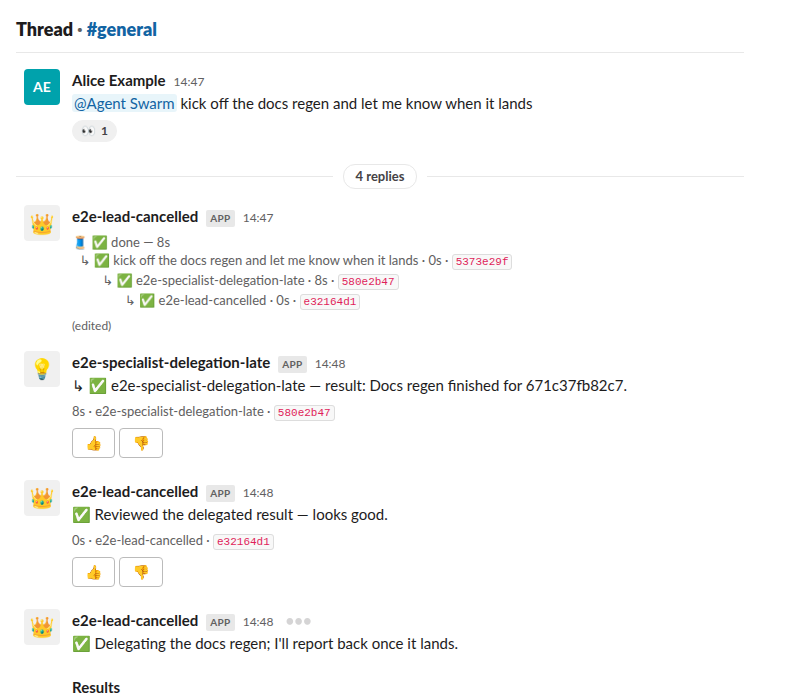 Thread • #general
AE
Alice Example 14:47
@Agent Swarm kick off the docs regen and let me know when it lands
👀 1
4 replies
e2e-lead-cancelled APP 14:47
🧵 ✅ done — 8s
↳ ✅ kick off the docs regen and let me know when it lands · 0s · 5373e29f
↳ ✅ e2e-specialist-delegation-late · 8s · 580e2b47
↳ ✅ e2e-lead-cancelled · 0s · e32164d1
(edited)
e2e-specialist-delegation-late APP 14:48
↳ ✅ e2e-specialist-delegation-late — result: Docs regen finished for 671c37fb82c7.
8s · e2e-specialist-delegation-late · 580e2b47
👍 👎
e2e-lead-cancelled APP 14:48
✅ Reviewed the delegated result — looks good.
0s · e2e-lead-cancelled · e32164d1
👍 👎
e2e-lead-cancelled APP 14:48
✅ Delegating the docs regen; I'll report back once it lands.
Results